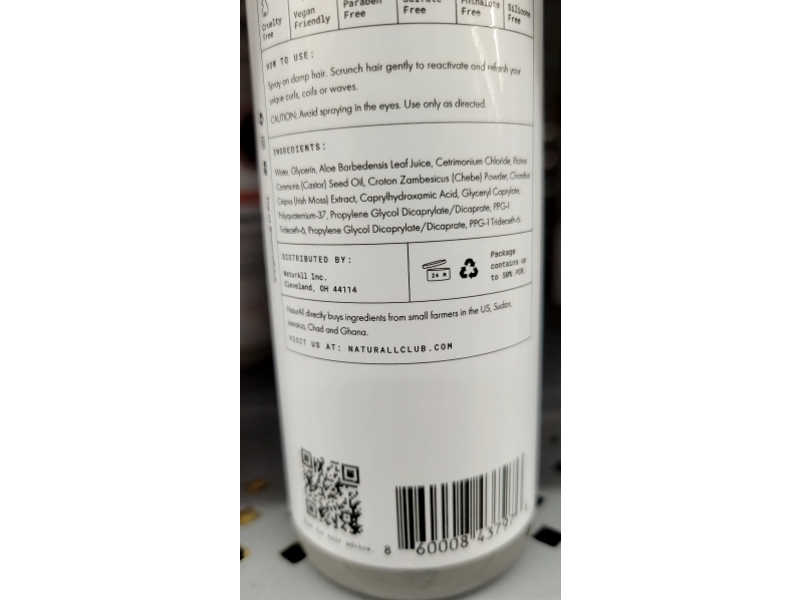 Cruelty Free
Vegan Friendly
Paraben Free
Sulfate Free
Phthalate Free
Silicone Free
HOW TO USE:
Spray on damp hair. Scrunch hair gently to reactivate and refresh your
unique curls, coils or waves.
CAUTION: Avoid spraying in the eyes. Use only as directed.
INGREDIENTS:
Water, Glycerin, Aloe Barbedensis Leaf Juice, Cetrimonium Chloride, Ricinus
Communis (Castor) Seed Oil, Croton Zambesicus (Chebe) Powder, Chondrus
Crispus (Irish Moss) Extract, Caprylhydroxamic Acid, Glyceryl Caprylate,
Polyquaternium-37, Propylene Glycol Dicaprylate/Dicaprate, PPG-1
Trideceth-6, Propylene Glycol Dicaprylate/Dicaprate, PPG-1 Trideceth-6.
DISTRIBUTED BY:
NaturAll Inc.
Cleveland, OH 44114
24 M
Package
contains up
to 50% PCR.
NaturAll directly buys ingredients from small farmers in the US, Sudan,
Jamaica, Chad and Ghana.
VISIT US AT: NATURALLCLUB.COM
for hair advice.
8 60008 4379